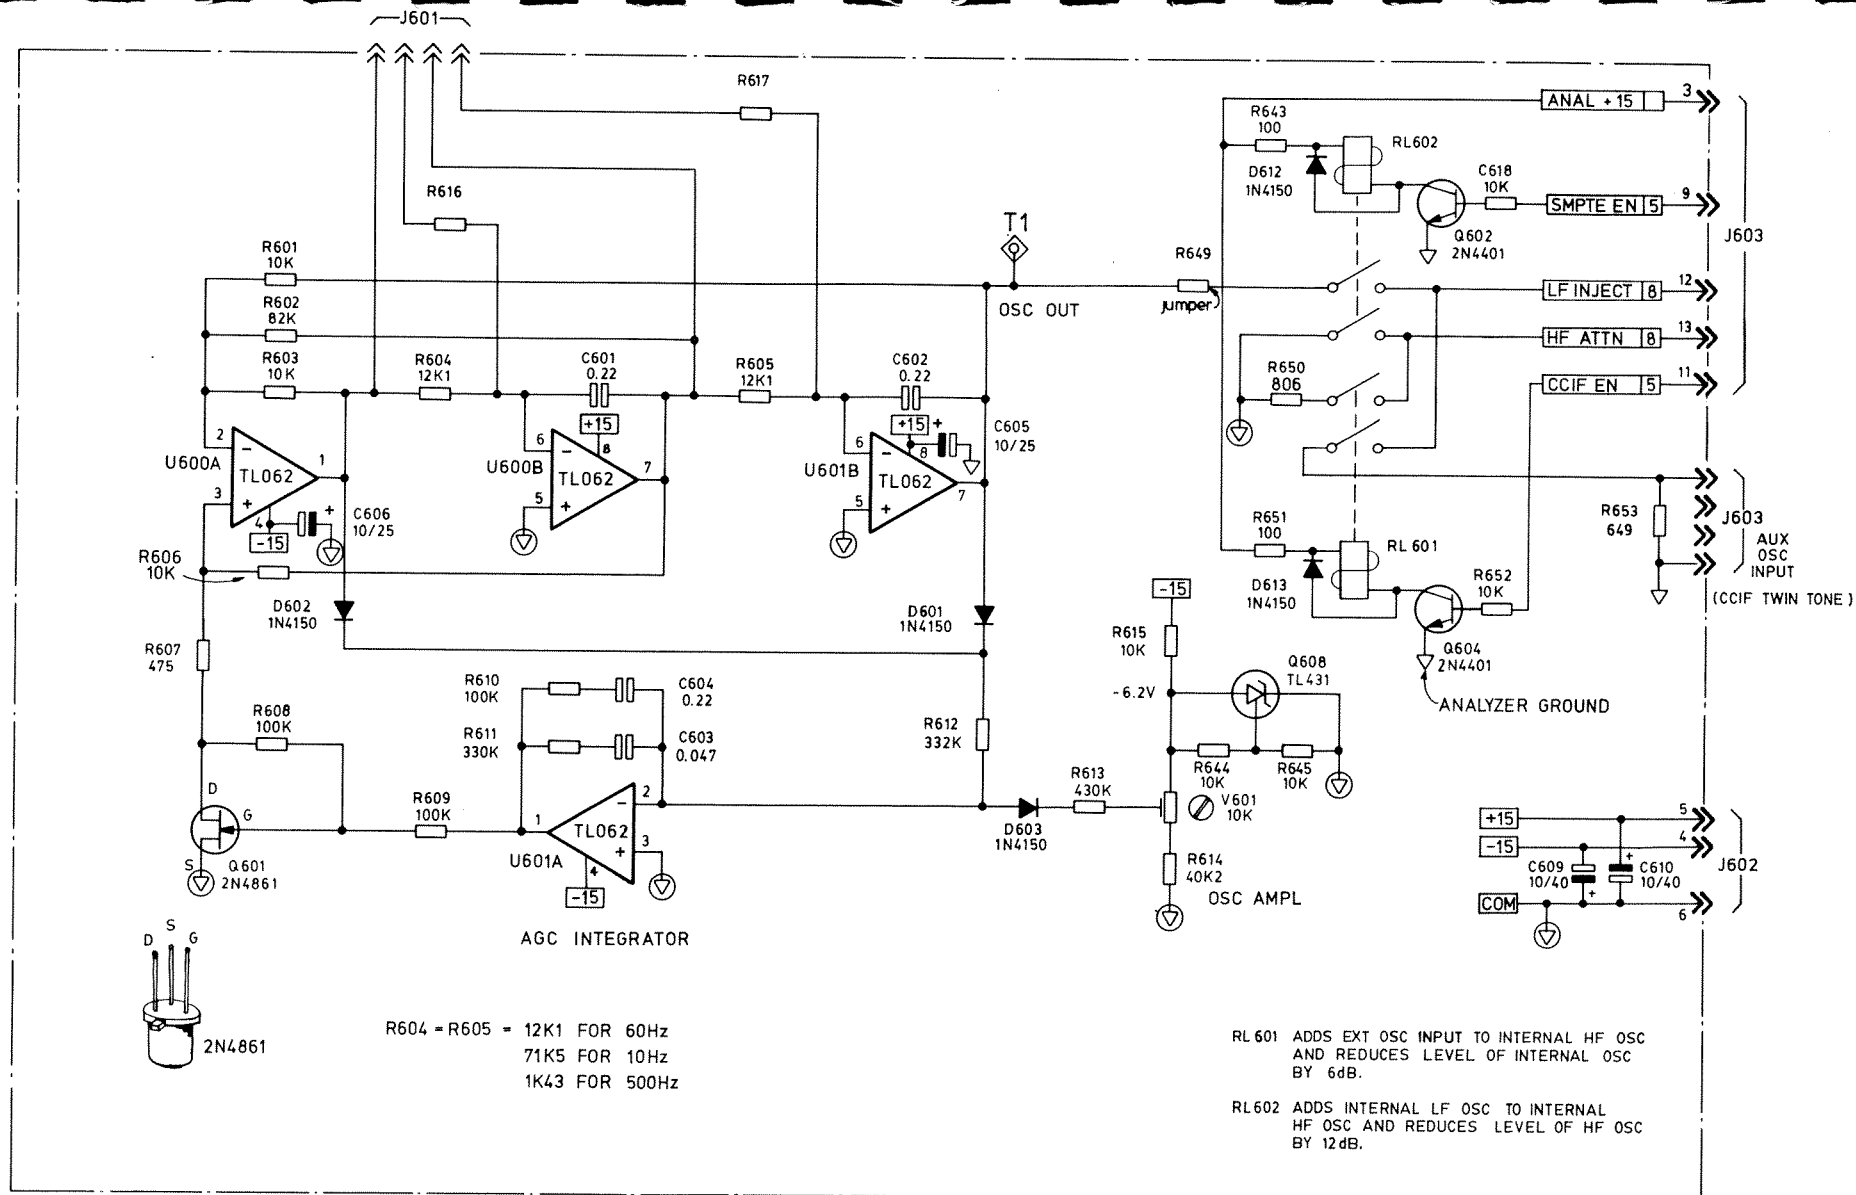 J601
R617
R616
R601
10K
R602
82K
R603
10K
R604
12K1
C601
0.22
R605
12K1
C602
0.22
+15
+15
+
C605
10/25
T1
OSC OUT
R649
jumper
R643
100
RL602
D612
1N4150
C618
10K
Q602
2N4401
ANAL +15
3
SMPTE EN 5
9
J603
LF INJECT 8
12
HF ATTN 8
13
CCIF EN 5
11
R650
806
2
-
U600A
TL062
1
3
+
4
-15
+
C606
10/25
6
-
U600B
TL062
8
7
5
+
6
-
U601B
TL062
8
7
5
+
R606
10K
D602
1N4150
D601
1N4150
R607
475
R651
100
RL601
D613
1N4150
R652
10K
Q604
2N4401
ANALYZER GROUND
R653
649
J603
AUX
OSC
INPUT
(CCIF TWIN TONE)
-15
R615
10K
-6.2V
Q608
TL431
R644
10K
R645
10K
V601
10K
R614
40K2
OSC AMPL
R608
100K
R610
100K
C604
0.22
R611
330K
C603
0.047
R612
332K
R613
430K
D603
1N4150
R609
100K
1
TL062
-
2
+
3
U601A
4
-15
AGC INTEGRATOR
D
G
S
Q601
2N4861
+15
5
-15
4
C609
10/40
+
+
C610
10/40
J602
COM
6
D
S
G
2N4861
R604 = R605 = 12K1 FOR 60Hz
71K5 FOR 10Hz
1K43 FOR 500Hz
RL601 ADDS EXT OSC INPUT TO INTERNAL HF OSC
AND REDUCES LEVEL OF INTERNAL OSC
BY 6dB.
RL602 ADDS INTERNAL LF OSC TO INTERNAL
HF OSC AND REDUCES LEVEL OF HF OSC
BY 12dB.